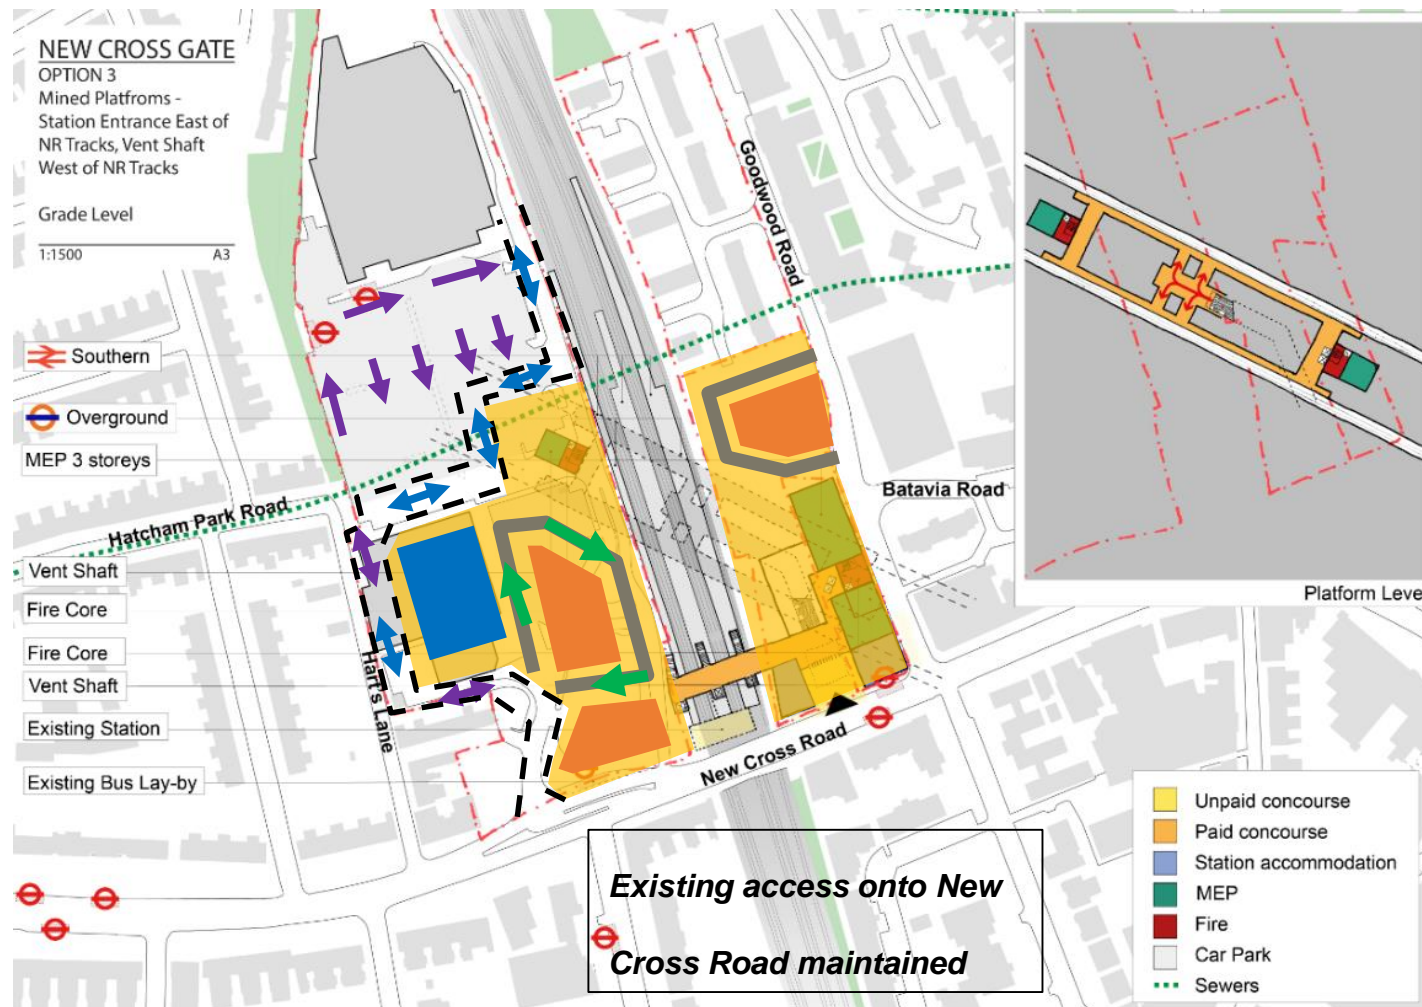 NEW CROSS GATE
OPTION 3
Mined Platfroms -
Station Entrance East of
NR Tracks, Vent Shaft
West of NR Tracks
Grade Level
1:1500 A3
Southern
Overground
MEP 3 storeys
Hatcham Park Road
Vent Shaft
Fire Core
Fire Core
Vent Shaft
Existing Station
Existing Bus Lay-by
Hart's Lane
Goodwood Road
Batavia Road
New Cross Road
Platform Leve
Existing access onto New
Cross Road maintained
Unpaid concourse
Paid concourse
Station accommodation
MEP
Fire
Car Park
Sewers